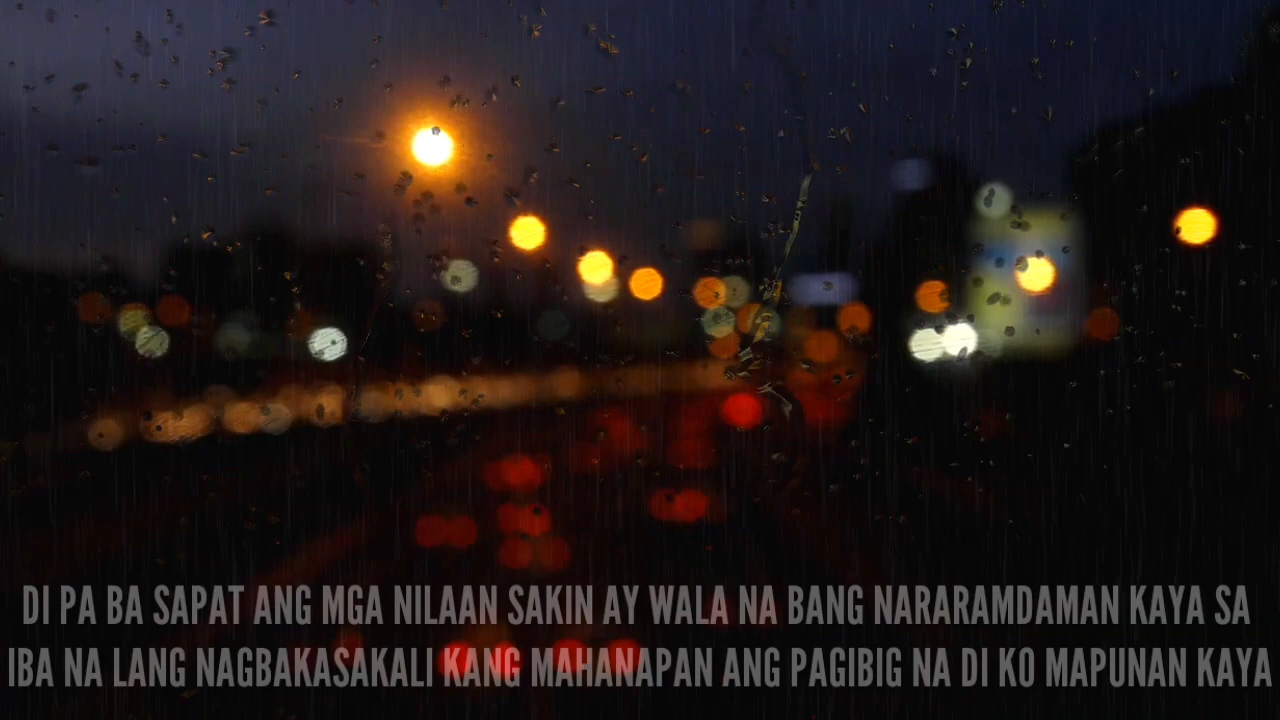 DI PA BA SAPAT ANG MGA NILAAN SAKIN AY WALA NA BANG NARARAMDAMAN KAYA SA
IBA NA LANG NAGBAKASAKALI KANG MAHANAPAN ANG PAGIBIG NA DI KO MAPUNAN KAYA